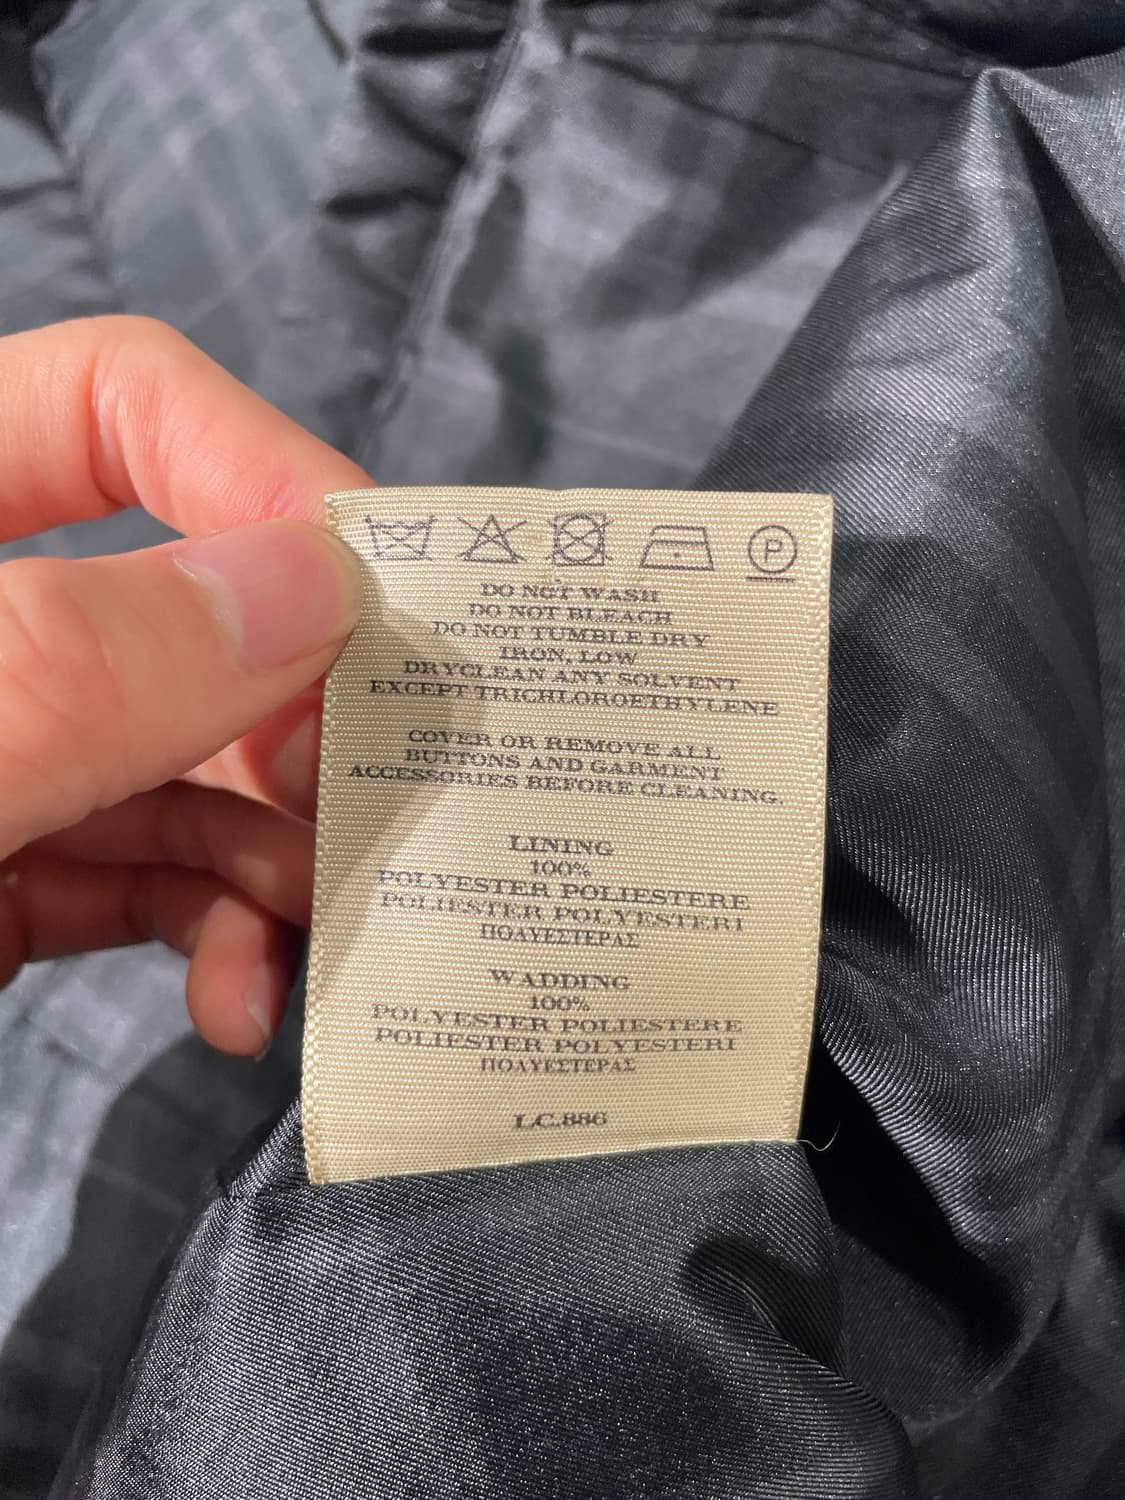 P
DO NOT WASH
DO NOT BLEACH
DO NOT TUMBLE DRY
IRON, LOW
DRYCLEAN ANY SOLVENT
EXCEPT TRICHLOROETHYLENE
COVER OR REMOVE ALL
BUTTONS AND GARMENT
ACCESSORIES BEFORE CLEANING.
LINING
100%
POLYESTER POLIESTERE
POLIESTER POLYESTERI
ΠΟΛΥΕΣΤΕΡΑΣ
WADDING
100%
POLYESTER POLIESTERE
POLIESTER POLYESTERI
ΠΟΛΥΕΣΤΕΡΑΣ
LC.886